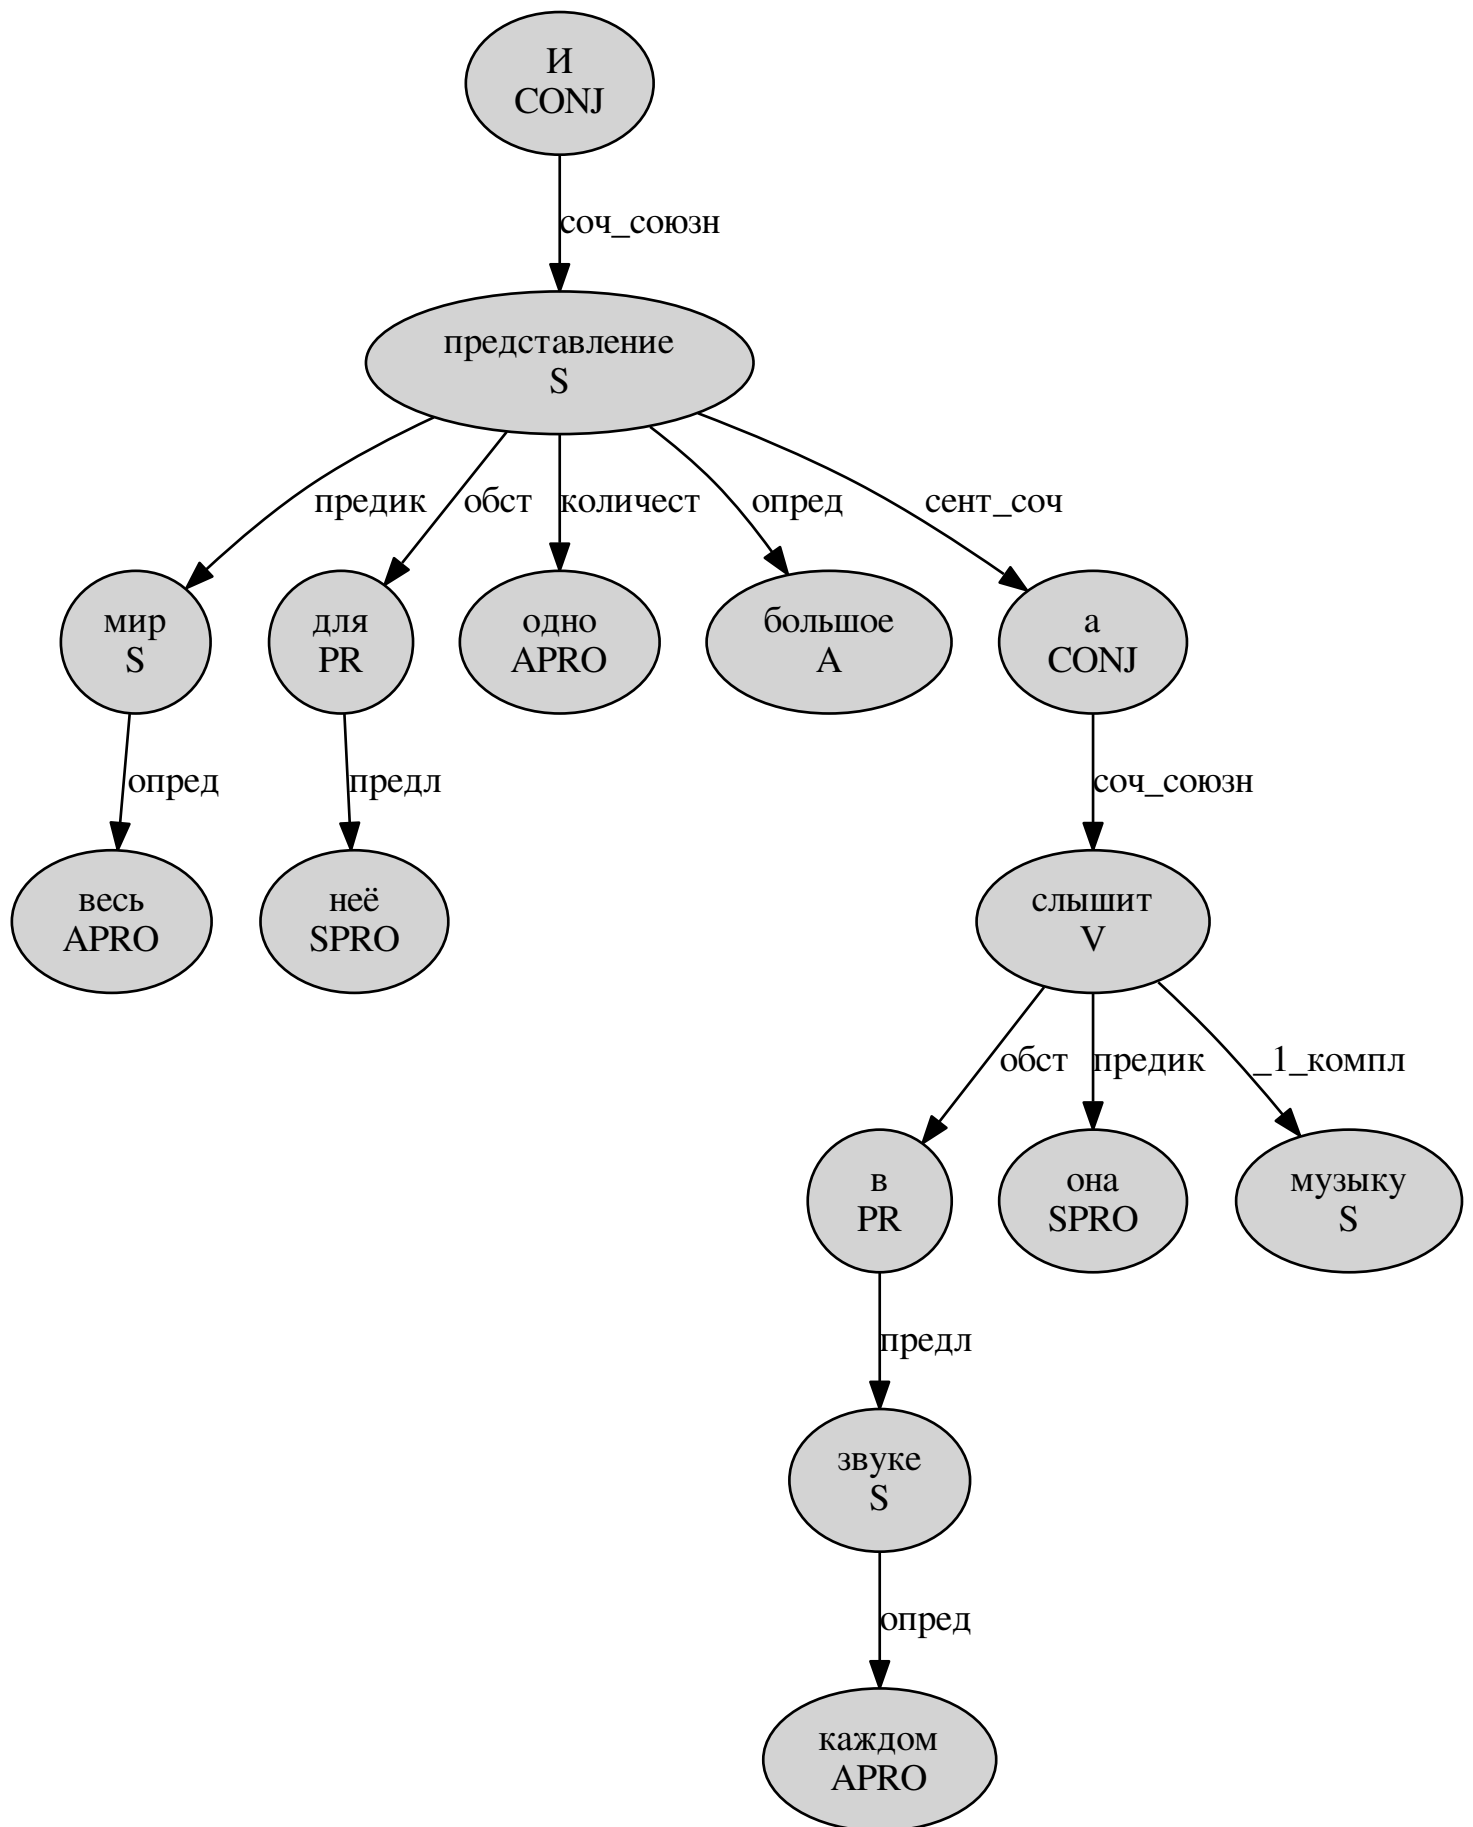 И
CONJ
соч_союзн
представление
S
предик
обст
количест
опред
сент_соч
мир
S
для
PR
одно
APRO
большое
A
а
CONJ
опред
предл
соч_союзн
весь
APRO
неё
SPRO
слышит
V
обст
предик
_1_компл
в
PR
она
SPRO
музыку
S
предл
звуке
S
опред
каждом
APRO